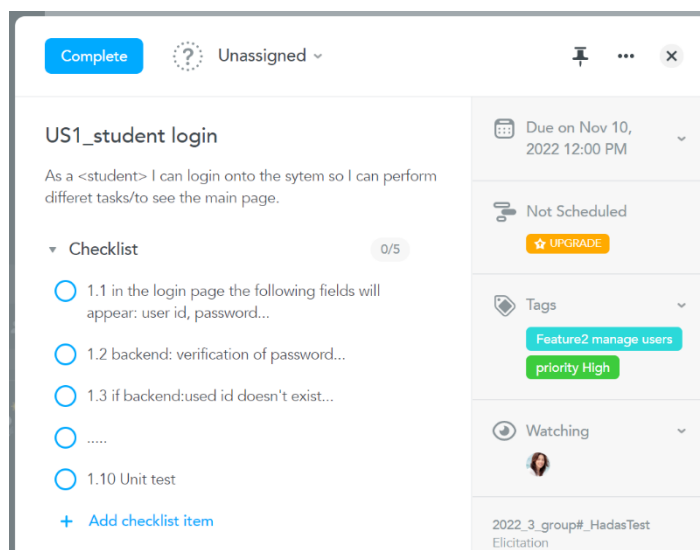 Complete
Unassigned
US1_student login
As a <student> I can login onto the sytem so I can perform
differet tasks/to see the main page.
Checklist
0/5
1.1 in the login page the following fields will
appear: user id, password...
1.2 backend: verification of password...
1.3 if backend:used id doesn't exist...
.....
1.10 Unit test
+ Add checklist item
Due on Nov 10,
2022 12:00 PM
Not Scheduled
UPGRADE
Tags
Feature2 manage users
priority High
Watching
2022_3_group#_HadasTest
Elicitation